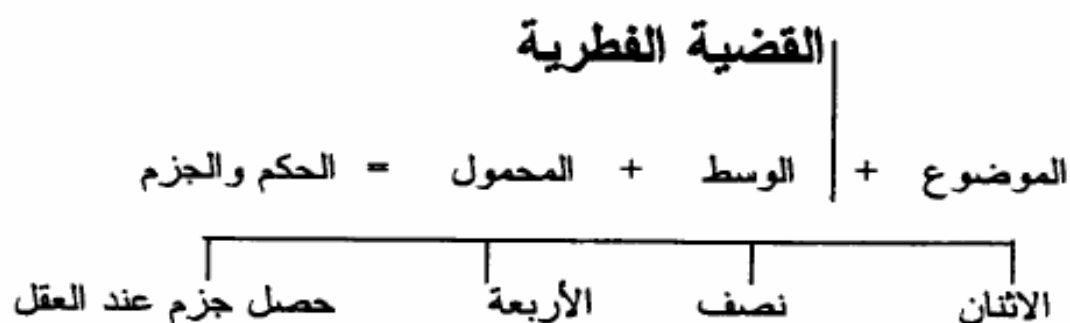 القضية الفطرية
الموضوع + الوسط + المحمول = الحكم والجزم
الاثنان نصف الأربعة حصل جزم عند العقل